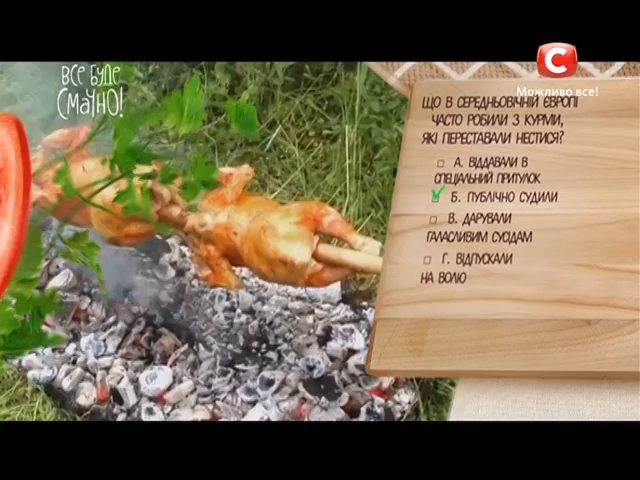 ВСЕ БУДЕ
СМАЧНО!
С
Можливо все!
ЩО В СЕРЕДНЬОВІЧНІЙ ЄВРОПІ
ЧАСТО РОБИЛИ З КУРМИ,
ЯКІ ПЕРЕСТАВАЛИ НЕСТИСЯ?
А. ВІДДАВАЛИ В
СПЕЦІАЛЬНИЙ ПРИТУЛОК
Б. ПУБЛІЧНО СУДИЛИ
В. ДАРУВАЛИ
ГАЛАСЛИВИМ СУСІДАМ
Г. ВІДПУСКАЛИ
НА ВОЛЮ